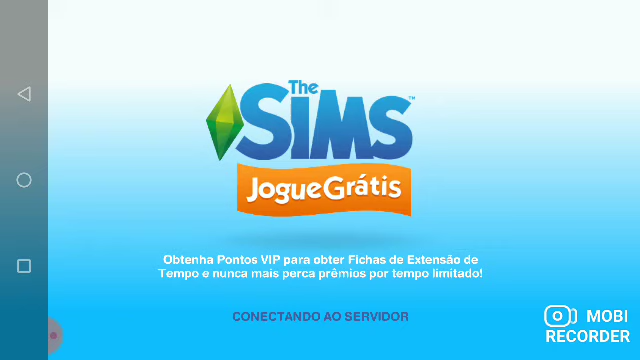 The
SIMS™
JogueGrátis
Obtenha Pontos VIP para obter Fichas de Extensão de
Tempo e nunca mais perca prêmios por tempo limitado!
CONECTANDO AO SERVIDOR
MOBI
RECORDER